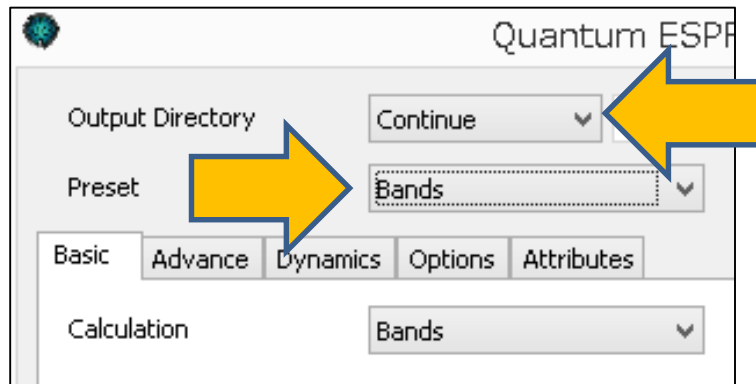 Quantum ESPR
Output Directory Continue
Preset Bands
Basic Advance Dynamics Options Attributes
Calculation Bands